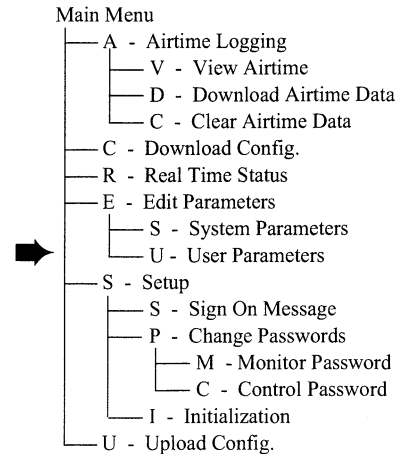 Main Menu
A - Airtime Logging
V - View Airtime
D - Download Airtime Data
C - Clear Airtime Data
C - Download Config.
R - Real Time Status
E - Edit Parameters
S - System Parameters
U - User Parameters
S - Setup
S - Sign On Message
P - Change Passwords
M - Monitor Password
C - Control Password
I - Initialization
U - Upload Config.